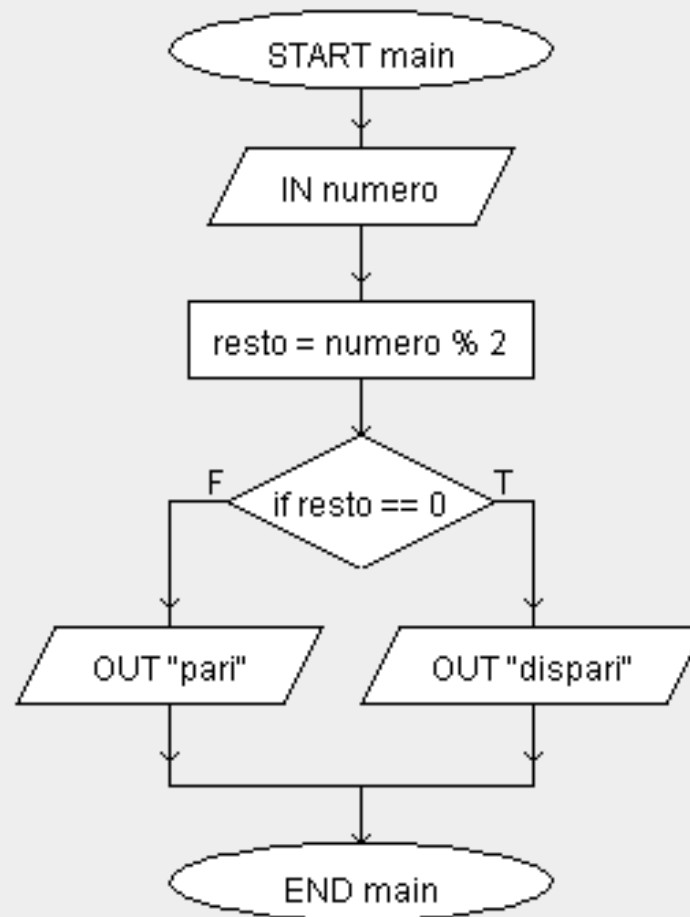 START main
IN numero
resto = numero % 2
F
T
if resto == 0
OUT "pari"
OUT "dispari"
END main